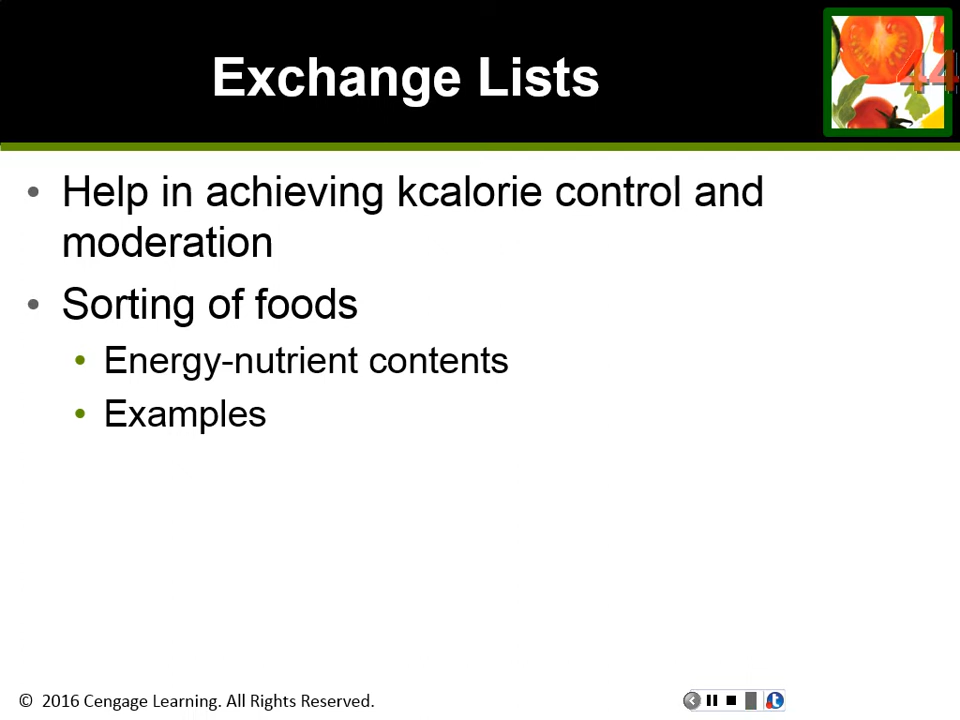 Exchange Lists
44
• Help in achieving kcalorie control and
moderation
• Sorting of foods
• Energy-nutrient contents
• Examples
© 2016 Cengage Learning. All Rights Reserved.
t